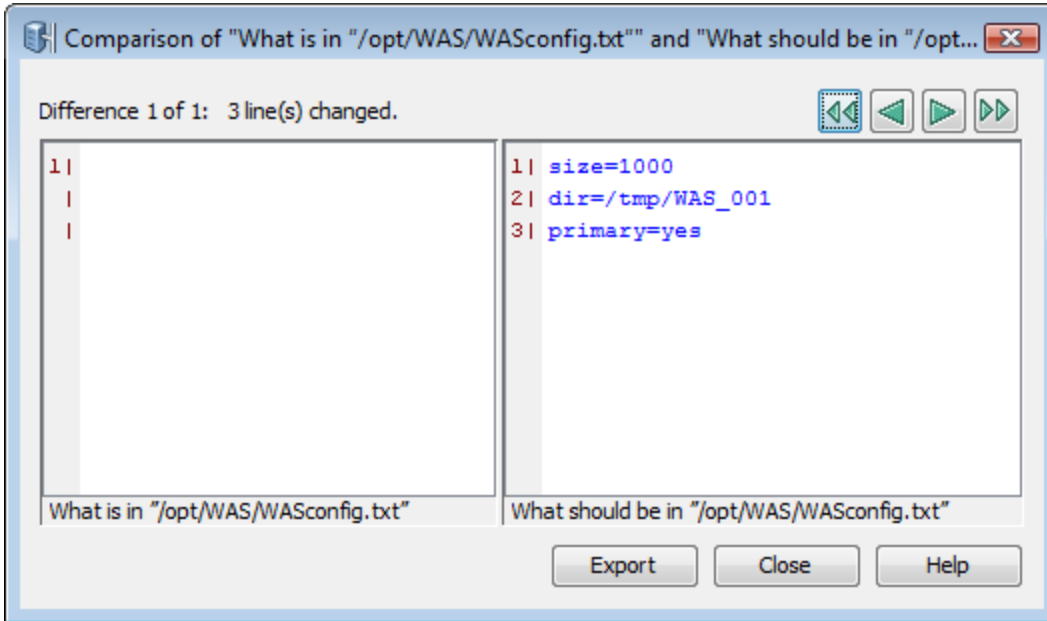 Comparison of "What is in “/opt/WAS/WASconfig.txt”" and "What should be in “/opt...
Difference 1 of 1: 3 line(s) changed.
1|
|
|
1| size=1000
2| dir=/tmp/WAS_001
3| primary=yes
What is in “/opt/WAS/WASconfig.txt”
What should be in “/opt/WAS/WASconfig.txt”
Export
Close
Help